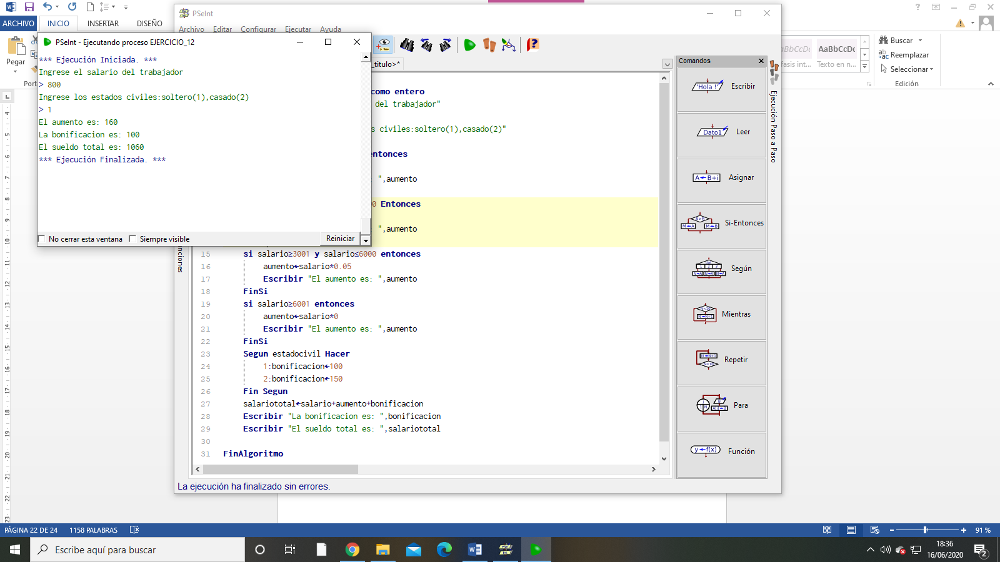 ARCHIVO
INICIO
INSERTAR
DISEÑO
Pegar
PSeInt
Archivo Editar Configurar Ejecutar Ayuda
PSeInt - Ejecutando proceso EJERCICIO_12
*** Ejecución Iniciada. ***
Ingrese el salario del trabajador
> 800
Ingrese los estados civiles:soltero(1),casado(2)
> 1
El aumento es: 160
La bonificacion es: 100
El sueldo total es: 1060
*** Ejecución Finalizada. ***
No cerrar esta ventana
Siempre visible
Reiniciar
_titulo>*
como entero
del trabajador"
s civiles:soltero(1),casado(2)"
entonces
",aumento
0 Entonces
",aumento
15 si salario≥3001 y salario≤6000 entonces
16 aumento←salario*0.05
17 Escribir "El aumento es: ",aumento
18 FinSi
19 si salario≥6001 entonces
20 aumento←salario*0
21 Escribir "El aumento es: ",aumento
22 FinSi
23 Segun estadocivil Hacer
24 1:bonificacion←100
25 2:bonificacion←150
26 Fin Segun
27 salariototal←salario+aumento+bonificacion
28 Escribir "La bonificacion es: ",bonificacion
29 Escribir "El sueldo total es: ",salariototal
30
31 FinAlgoritmo
La ejecución ha finalizado sin errores.
Comandos
'Hola !' Escribir
Dato1 Leer
A←B+i Asignar
A>B M←A M←B Si-Entonces
Según
Mientras
Repetir
Para
y←f(x) Función
Ejecución Paso a Paso
nciones
Buscar
Reemplazar
Seleccionar
Edición
fasis int...
AaBbCcDc
Texto en n...
PÁGINA 22 DE 24
1158 PALABRAS
91 %
Escribe aquí para buscar
18:36
16/06/2020
2